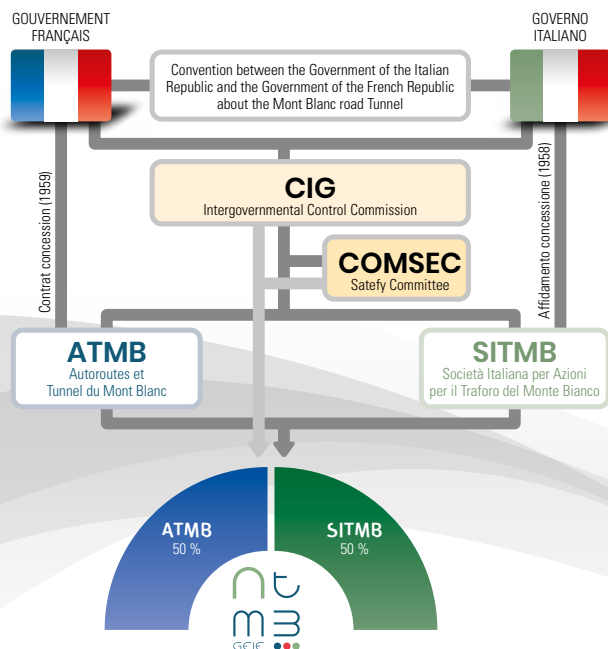 GOUVERNEMENT
FRANÇAIS
GOVERNO
ITALIANO
Convention between the Government of the Italian
Republic and the Government of the French Republic
about the Mont Blanc road Tunnel
Contrat concession (1959)
Affidamento concessione (1958)
CIG
Intergovernmental Control Commission
COMSEC
Satefy Committee
ATMB
Autoroutes et
Tunnel du Mont Blanc
SITMB
Società Italiana per Azioni
per il Traforo del Monte Bianco
ATMB
50 %
SITMB
50 %
tmb
GEIE